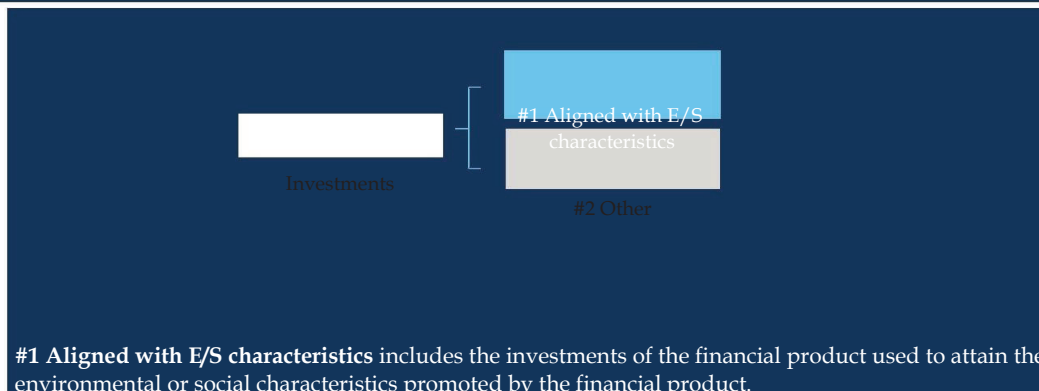 #1 Aligned with E/S
characteristics
Investments
#2 Other
#1 Aligned with E/S characteristics includes the investments of the financial product used to attain the
environmental or social characteristics promoted by the financial product.